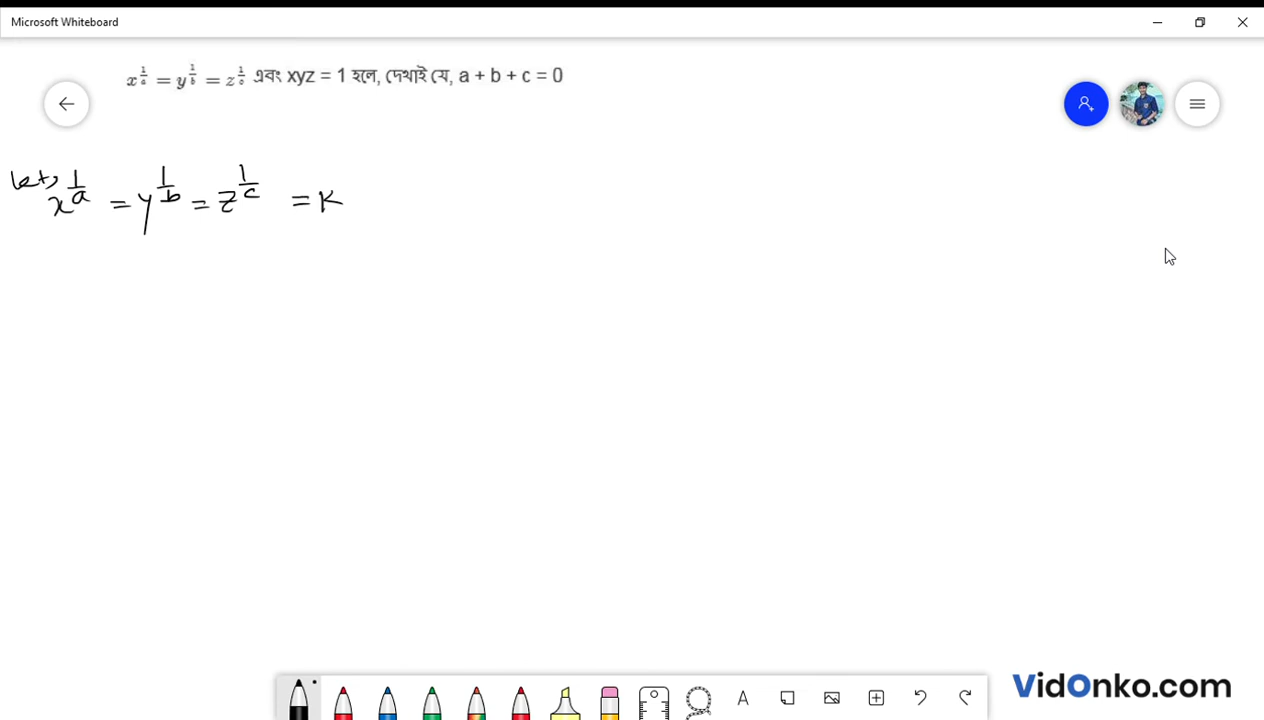 Microsoft Whiteboard
x^{1/a} = y^{1/b} = z^{1/c} এবং xyz = 1 হলে, দেখাই যে, a + b + c = 0
let,
x^{1/a} = y^{1/b} = z^{1/c} = K
A
VidOnko.com